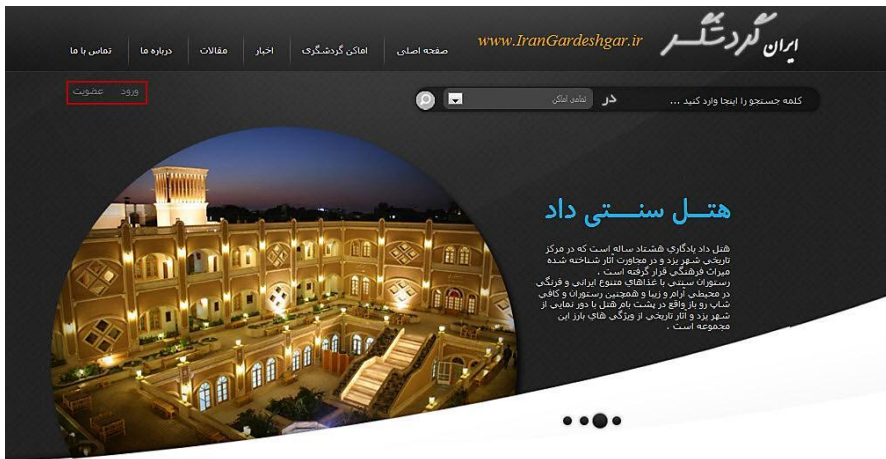 ایران گردشگر
www.IranGardeshgar.ir
صفحه اصلی
اماکن گردشگری
اخبار
مقالات
درباره ما
تماس با ما
کلمه جستجو را اینجا وارد کنید ...
در
تمامی اماکن
ورود
عضویت
هتل سنتی داد
هتل داد یادگاری هشتاد ساله است که در مرکز
تاریخی شهر یزد و در مجاورت آثار شناخته شده
میراث فرهنگی قرار گرفته است .
رستوران سنتی با غذاهای متنوع ایرانی و فرنگی
در محیطی آرام و زیبا و همچنین رستوران و کافی
شاپ رو باز واقع در پشت بام هتل با دور نمایی از
شهر یزد و آثار تاریخی از ویژگی های بارز این
مجموعه است .